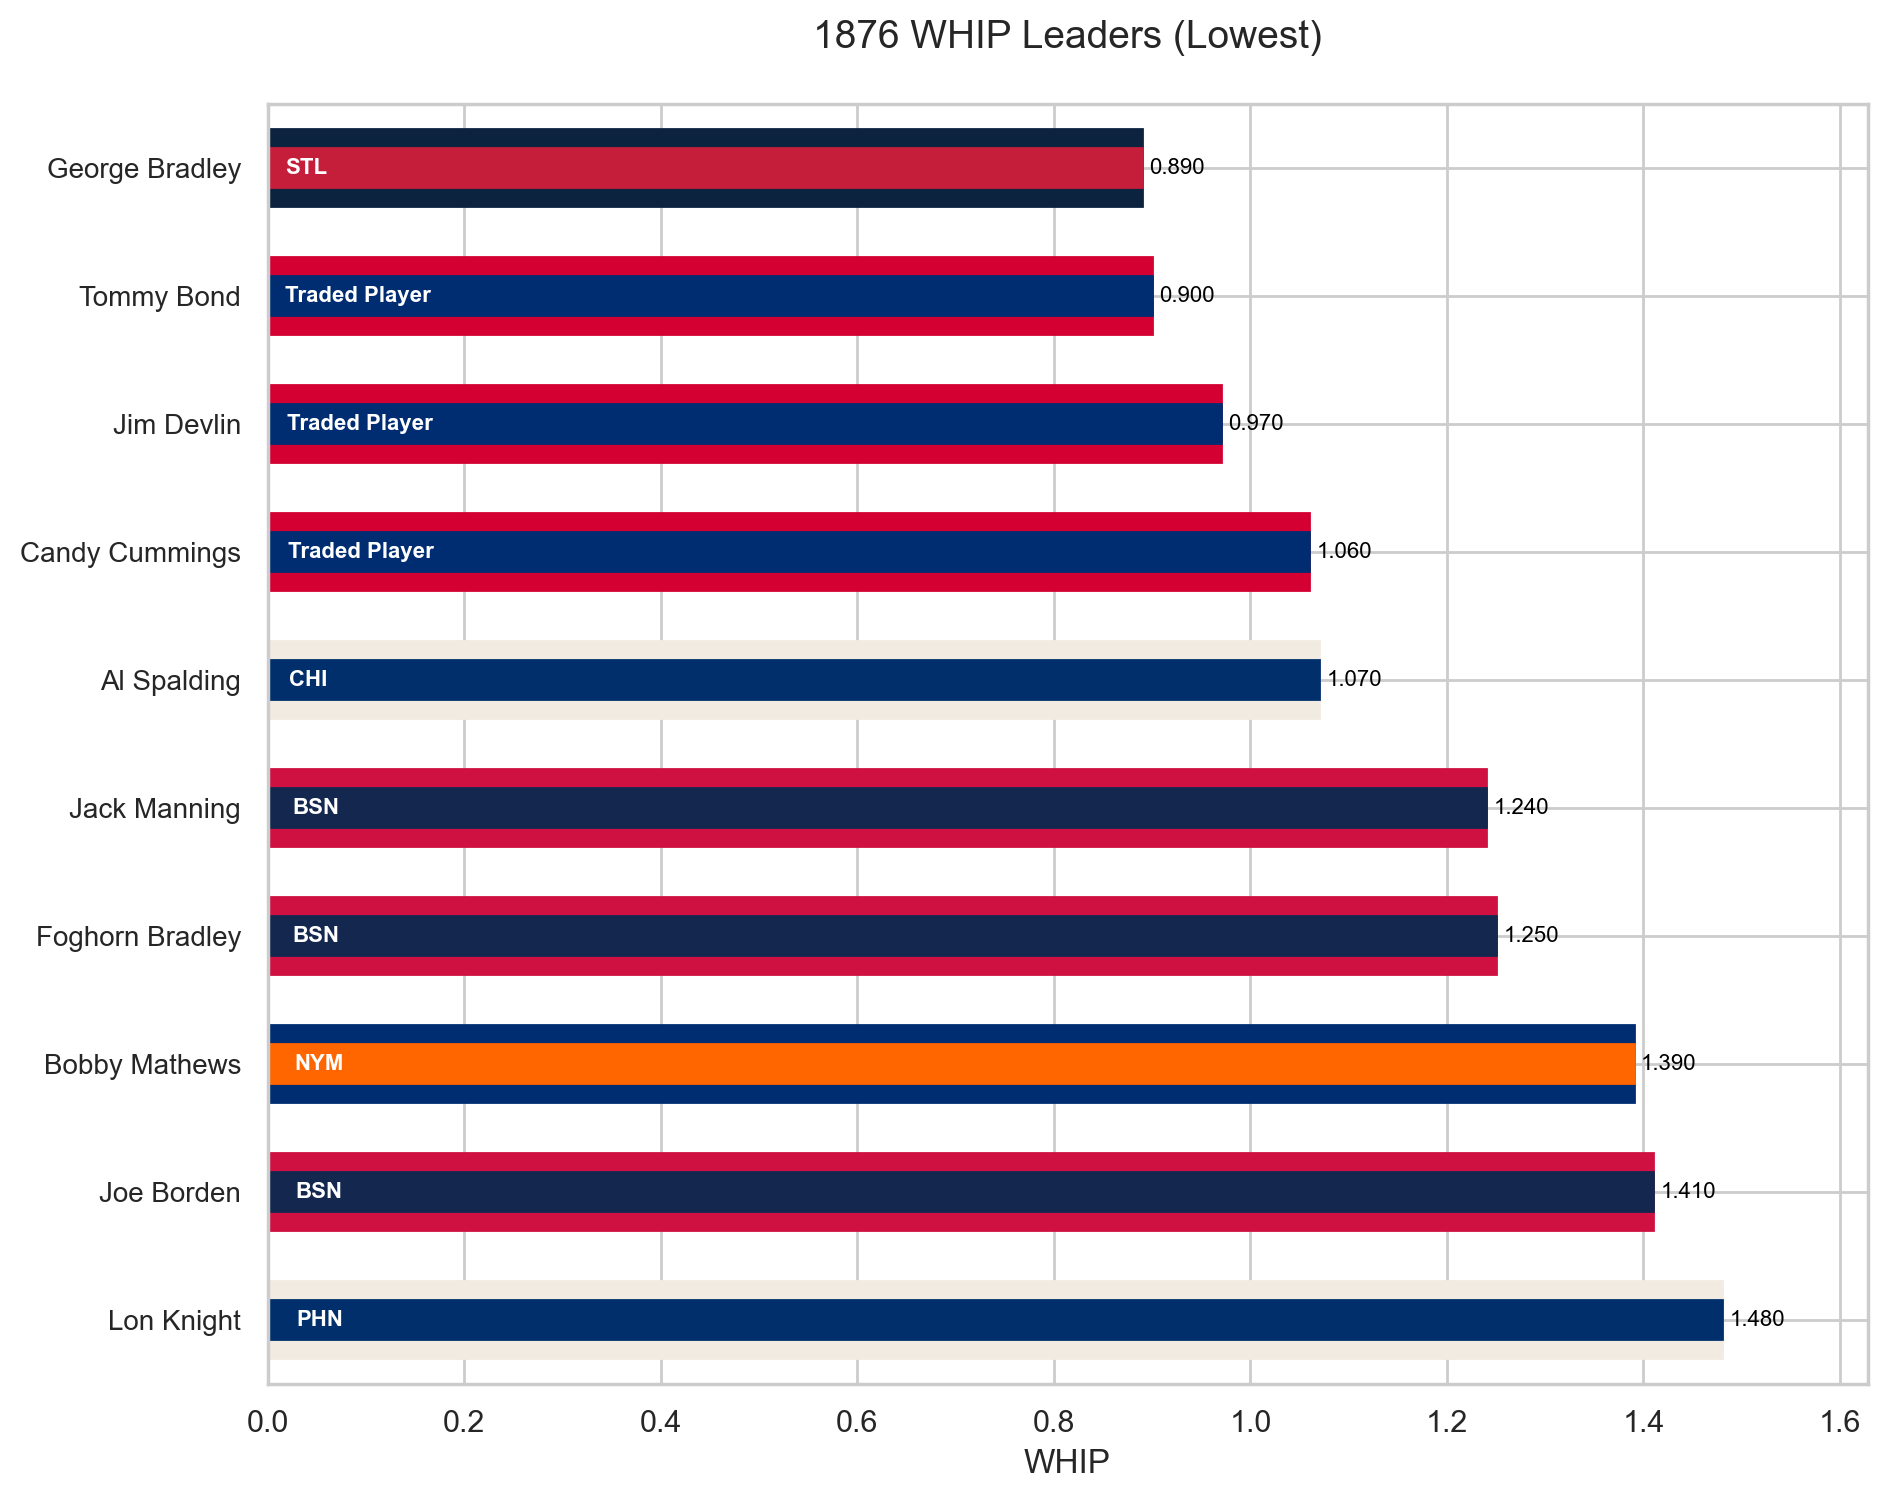 1876 WHIP Leaders (Lowest)
George Bradley STL 0.890
Tommy Bond Traded Player 0.900
Jim Devlin Traded Player 0.970
Candy Cummings Traded Player 1.060
Al Spalding CHI 1.070
Jack Manning BSN 1.240
Foghorn Bradley BSN 1.250
Bobby Mathews NYM 1.390
Joe Borden BSN 1.410
Lon Knight PHN 1.480
0.0 0.2 0.4 0.6 0.8 1.0 1.2 1.4 1.6
WHIP